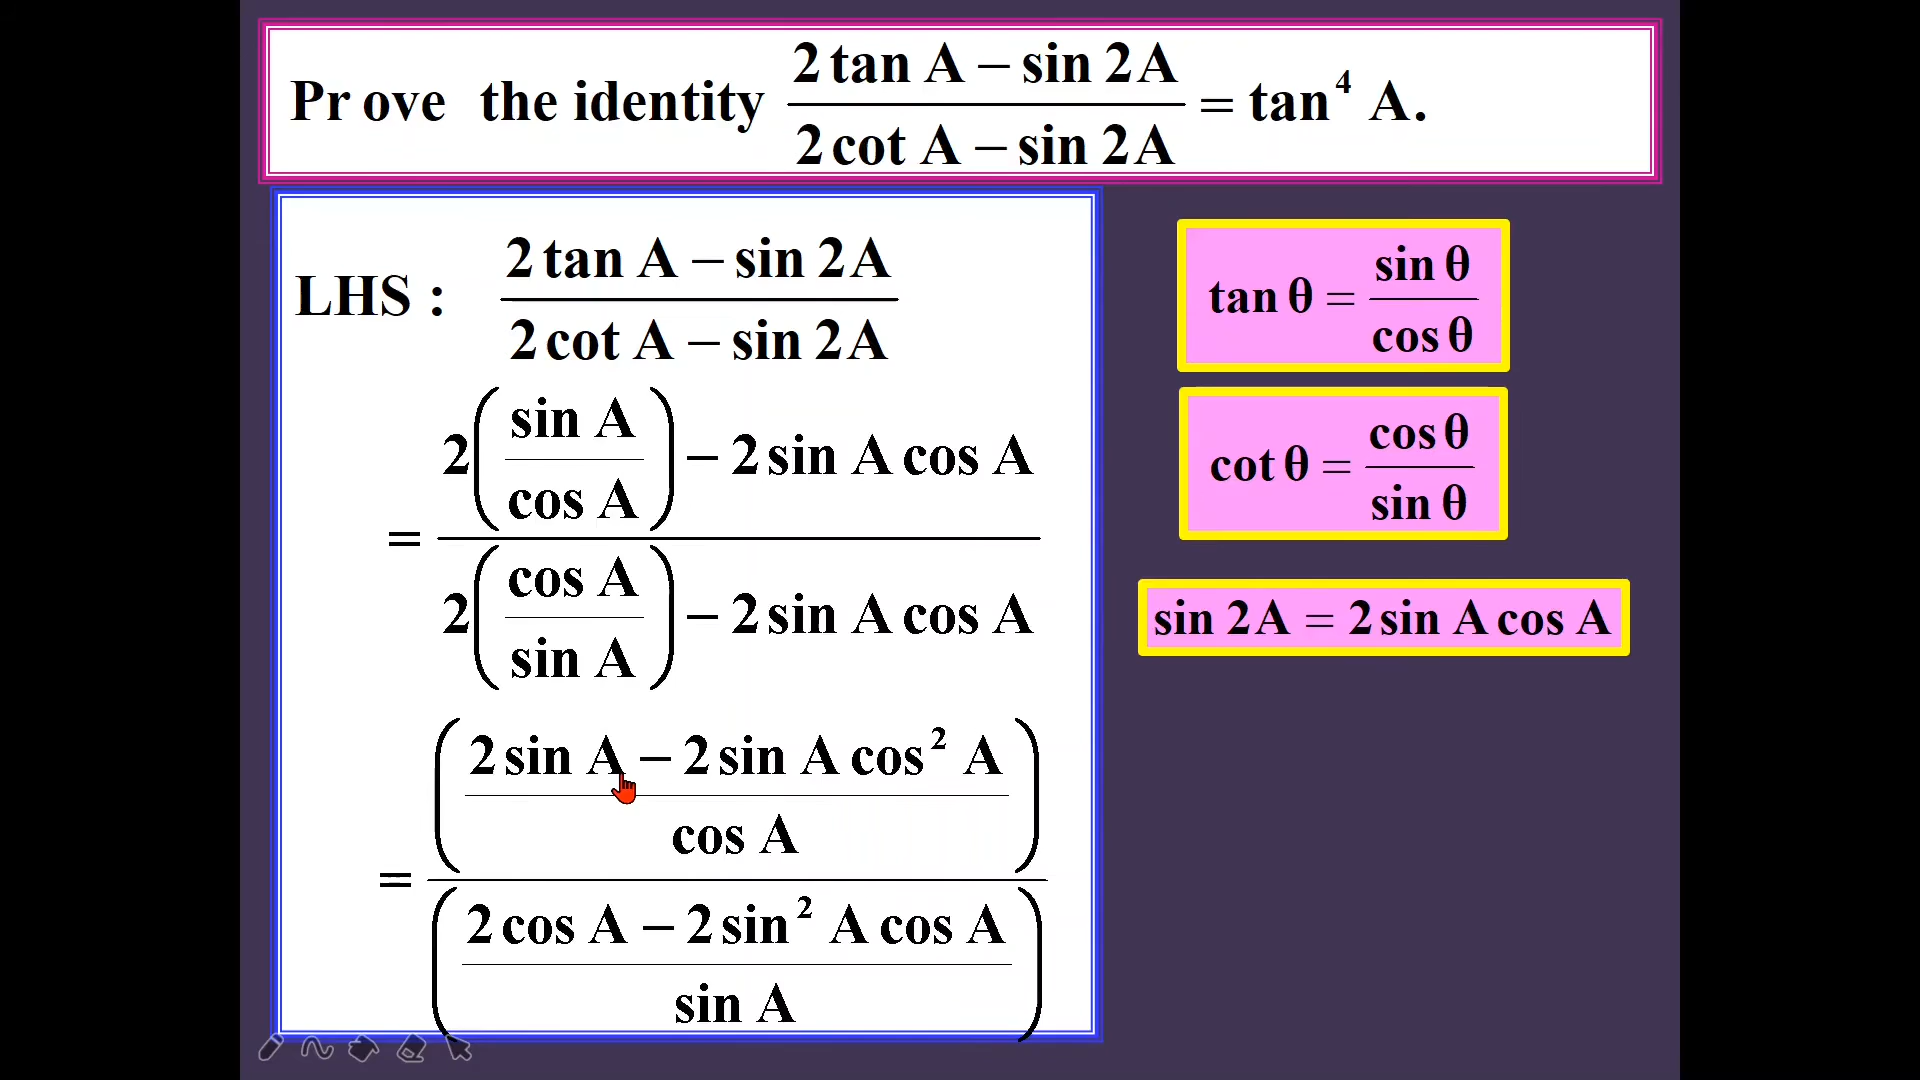 Pr ove the identity (2 tan A − sin 2A)/(2 cot A − sin 2A) = tan⁴ A.
LHS : (2 tan A − sin 2A)/(2 cot A − sin 2A)
= (2(sin A/cos A) − 2 sin A cos A)/(2(cos A/sin A) − 2 sin A cos A)
= ((2 sin A − 2 sin A cos² A)/cos A)/((2 cos A − 2 sin² A cos A)/sin A)
tan θ = sin θ/cos θ
cot θ = cos θ/sin θ
sin 2A = 2 sin A cos A